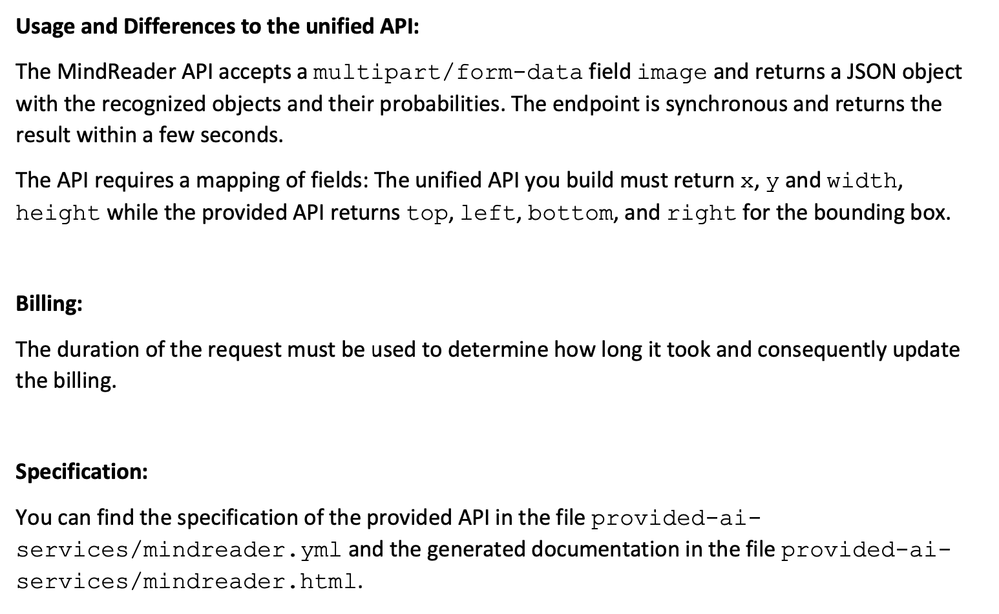 Usage and Differences to the unified API:
The MindReader API accepts a multipart/form-data field image and returns a JSON object
with the recognized objects and their probabilities. The endpoint is synchronous and returns the
result within a few seconds.
The API requires a mapping of fields: The unified API you build must return x, y and width,
height while the provided API returns top, left, bottom, and right for the bounding box.
Billing:
The duration of the request must be used to determine how long it took and consequently update
the billing.
Specification:
You can find the specification of the provided API in the file provided-ai-
services/mindreader.yml and the generated documentation in the file provided-ai-
services/mindreader.html.